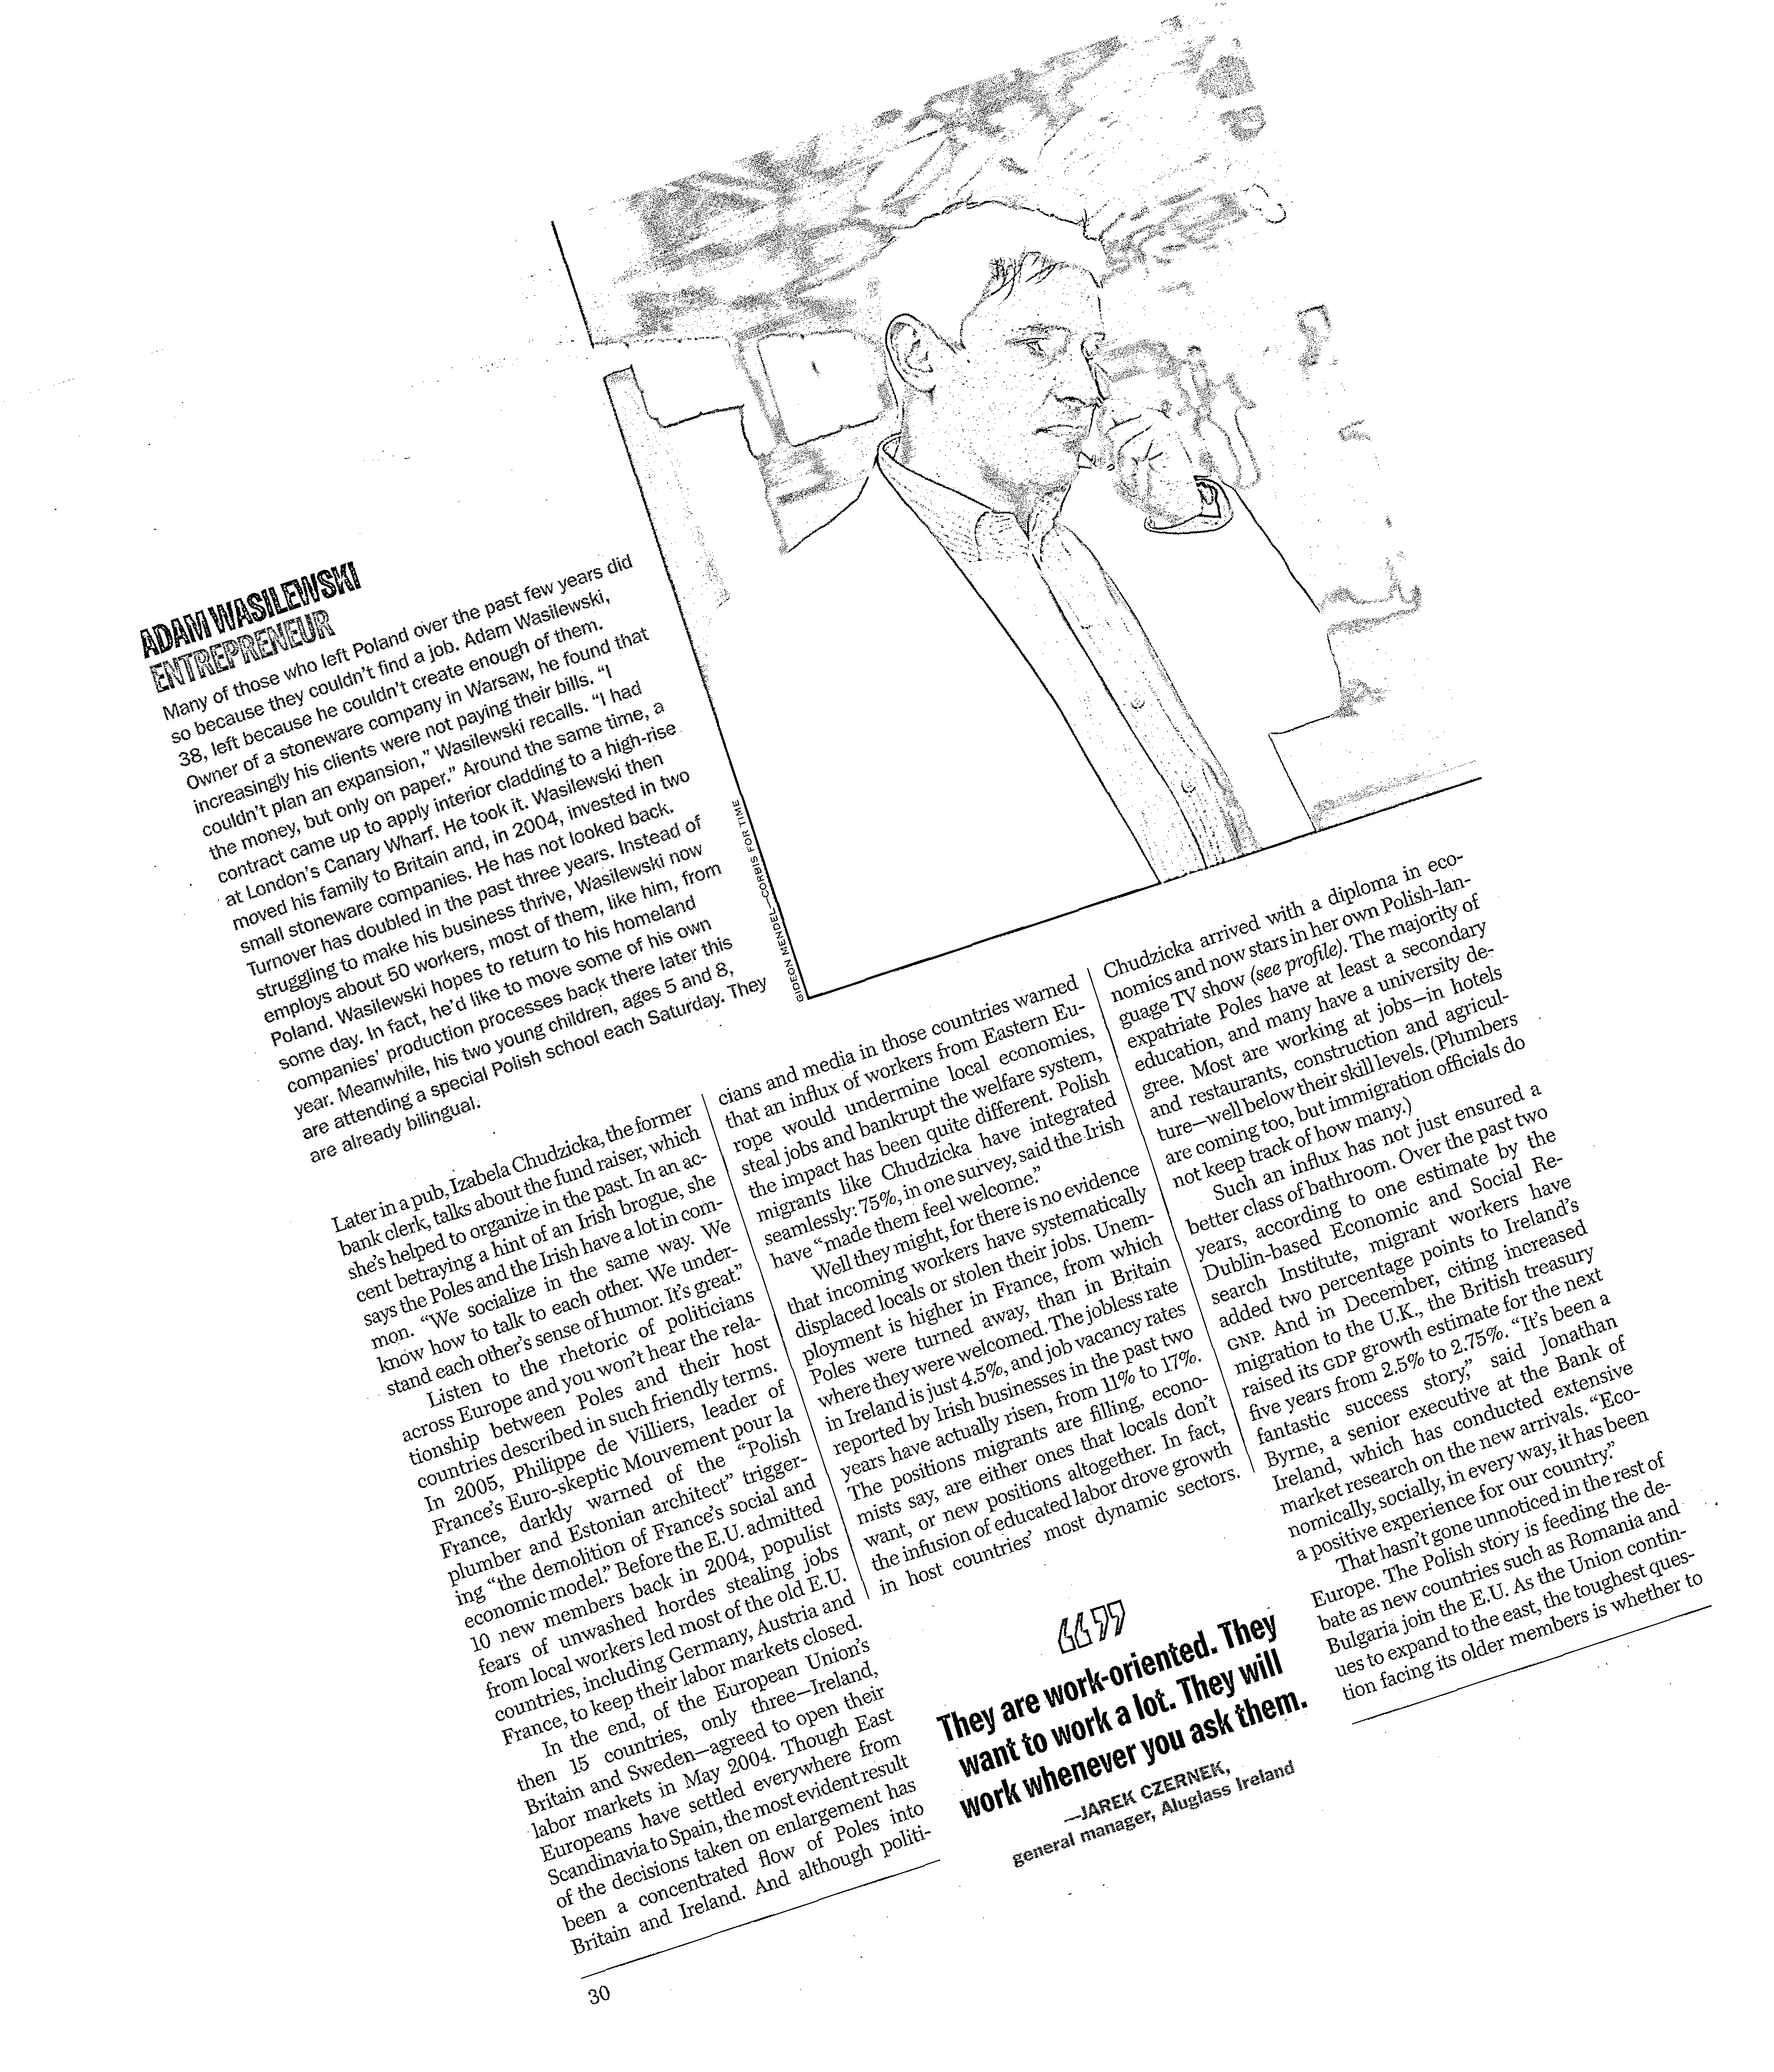 ADAM WASILEWSKI
ENTREPRENEUR
Many of those who left Poland over the past few years did
so because they couldn't find a job. Adam Wasilewski,
38, left because he couldn't create enough of them.
Owner of a stoneware company in Warsaw, he found that
increasingly his clients were not paying their bills. “I
couldn't plan an expansion,” Wasilewski recalls. “I had
the money, but only on paper.” Around the same time, a
contract came up to apply interior cladding to a high-rise
at London's Canary Wharf. He took it. Wasilewski then
moved his family to Britain and, in 2004, invested in two
small stoneware companies. He has not looked back.
Turnover has doubled in the past three years. Instead of
struggling to make his business thrive, Wasilewski now
employs about 50 workers, most of them, like him, from
Poland. Wasilewski hopes to return to his homeland
some day. In fact, he'd like to move some of his own
companies' production processes back there later this
year. Meanwhile, his two young children, ages 5 and 8,
are attending a special Polish school each Saturday. They
are already bilingual.
GIDEON MENDEL—CORBIS FOR TIME
Later in a pub, Izabela Chudzicka, the former
bank clerk, talks about the fund raiser, which
she's helped to organize in the past. In an ac-
cent betraying a hint of an Irish brogue, she
says the Poles and the Irish have a lot in com-
mon. “We socialize in the same way. We
know how to talk to each other. We under-
stand each other's sense of humor. It's great.”
Listen to the rhetoric of politicians
across Europe and you won't hear the rela-
tionship between Poles and their host
countries described in such friendly terms.
In 2005, Philippe de Villiers, leader of
France's Euro-skeptic Mouvement pour la
France, darkly warned of the “Polish
plumber and Estonian architect” trigger-
ing “the demolition of France's social and
economic model.” Before the E.U. admitted
10 new members back in 2004, populist
fears of unwashed hordes stealing jobs
from local workers led most of the old E.U.
countries, including Germany, Austria and
France, to keep their labor markets closed.
In the end, of the European Union's
then 15 countries, only three—Ireland,
Britain and Sweden—agreed to open their
labor markets in May 2004. Though East
Europeans have settled everywhere from
Scandinavia to Spain, the most evident result
of the decisions taken on enlargement has
been a concentrated flow of Poles into
Britain and Ireland. And although politi-
cians and media in those countries warned
that an influx of workers from Eastern Eu-
rope would undermine local economies,
steal jobs and bankrupt the welfare system,
the impact has been quite different. Polish
migrants like Chudzicka have integrated
seamlessly: 75%, in one survey, said the Irish
have “made them feel welcome.”
Well they might, for there is no evidence
that incoming workers have systematically
displaced locals or stolen their jobs. Unem-
ployment is higher in France, from which
Poles were turned away, than in Britain
where they were welcomed. The jobless rate
in Ireland is just 4.5%, and job vacancy rates
reported by Irish businesses in the past two
years have actually risen, from 11% to 17%.
The positions migrants are filling, econo-
mists say, are either ones that locals don't
want, or new positions altogether. In fact,
the infusion of educated labor drove growth
in host countries' most dynamic sectors.
Chudzicka arrived with a diploma in eco-
nomics and now stars in her own Polish-lan-
guage TV show (see profile). The majority of
expatriate Poles have at least a secondary
education, and many have a university de-
gree. Most are working at jobs—in hotels
and restaurants, construction and agricul-
ture—well below their skill levels. (Plumbers
are coming too, but immigration officials do
not keep track of how many.)
Such an influx has not just ensured a
better class of bathroom. Over the past two
years, according to one estimate by the
Dublin-based Economic and Social Re-
search Institute, migrant workers have
added two percentage points to Ireland's
GNP. And in December, citing increased
migration to the U.K., the British treasury
raised its GDP growth estimate for the next
five years from 2.5% to 2.75%. “It's been a
fantastic success story,” said Jonathan
Byrne, a senior executive at the Bank of
Ireland, which has conducted extensive
market research on the new arrivals. “Eco-
nomically, socially, in every way, it has been
a positive experience for our country.”
That hasn't gone unnoticed in the rest of
Europe. The Polish story is feeding the de-
bate as new countries such as Romania and
Bulgaria join the E.U. As the Union contin-
ues to expand to the east, the toughest ques-
tion facing its older members is whether to
“”
They are work-oriented. They
want to work a lot. They will
work whenever you ask them.
—JAREK CZERNEK,
general manager, Aluglass Ireland
30